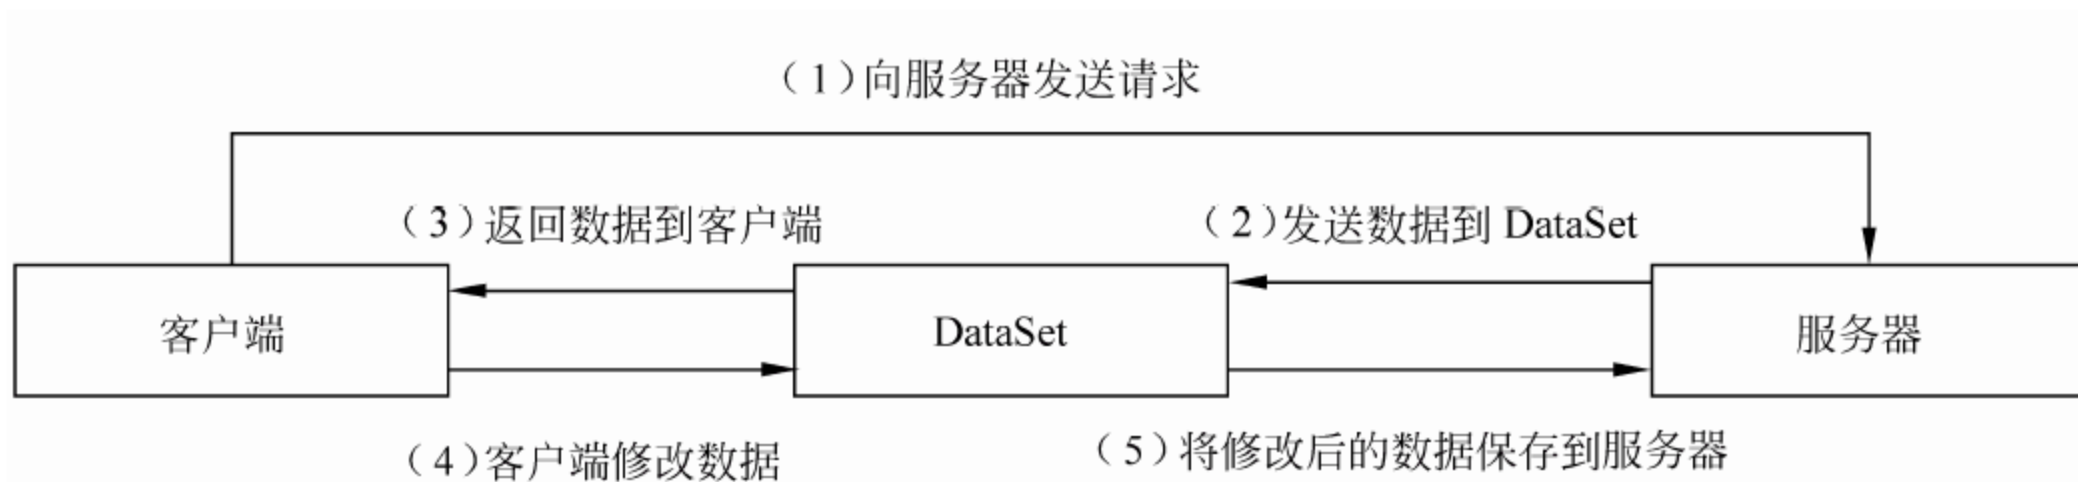 （1）向服务器发送请求
（3）返回数据到客户端
（2）发送数据到 DataSet
客户端
DataSet
服务器
（4）客户端修改数据
（5）将修改后的数据保存到服务器